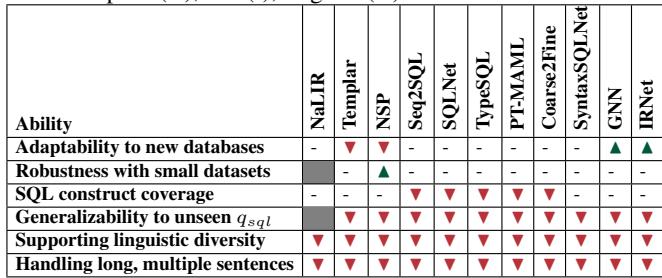 Ability NaLIR Templar NSP Seq2SQL SQLNet TypeSQL PT-MAML Coarse2Fine SyntaxSQLNet GNN IRNet
Adaptability to new databases - ▼ ▼ - - - - - - ▲ ▲
Robustness with small datasets - ▲ - - - - - - - -
SQL construct coverage - - - ▼ ▼ ▼ ▼ ▼ - - -
Generalizability to unseen q_sql ▼ ▼ ▼ ▼ ▼ ▼ ▼ ▼ ▼ ▼
Supporting linguistic diversity ▼ ▼ ▼ ▼ ▼ ▼ ▼ ▼ ▼ ▼ ▼
Handling long, multiple sentences ▼ ▼ ▼ ▼ ▼ ▼ ▼ ▼ ▼ ▼ ▼